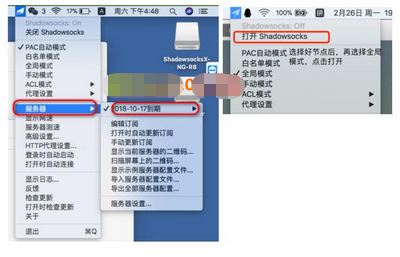 3
周六 下午4:48
Shadowsocks: On
关闭 Shadowsocks
PAC自动模式
白名单模式
全局模式
手动模式
ACL模式
代理设置
服务器
显示网速
服务器测速
高级设置...
HTTP代理设置...
登录时自动启动
打开时自动连接
显示日志...
反馈
检查更新
打开时检查更新
关于
退出 ⌘Q
2018-10-17到期
编辑订阅
打开时自动更新订阅
手动更新订阅
显示当前服务器的二维码...
扫描屏幕上的二维码...
显示示例服务器配置文件...
导入服务器配置文件...
导出全部服务器配置...
服务器设置...
ShadowsocksX-NG-R8
拼
2月26日 周一 19
Shadowsocks: Off
打开 Shadowsocks
PAC自动模式
白名单模式
全局模式
手动模式
ACL模式
代理设置
选择好节点后，再选择全局
模式，点击打开